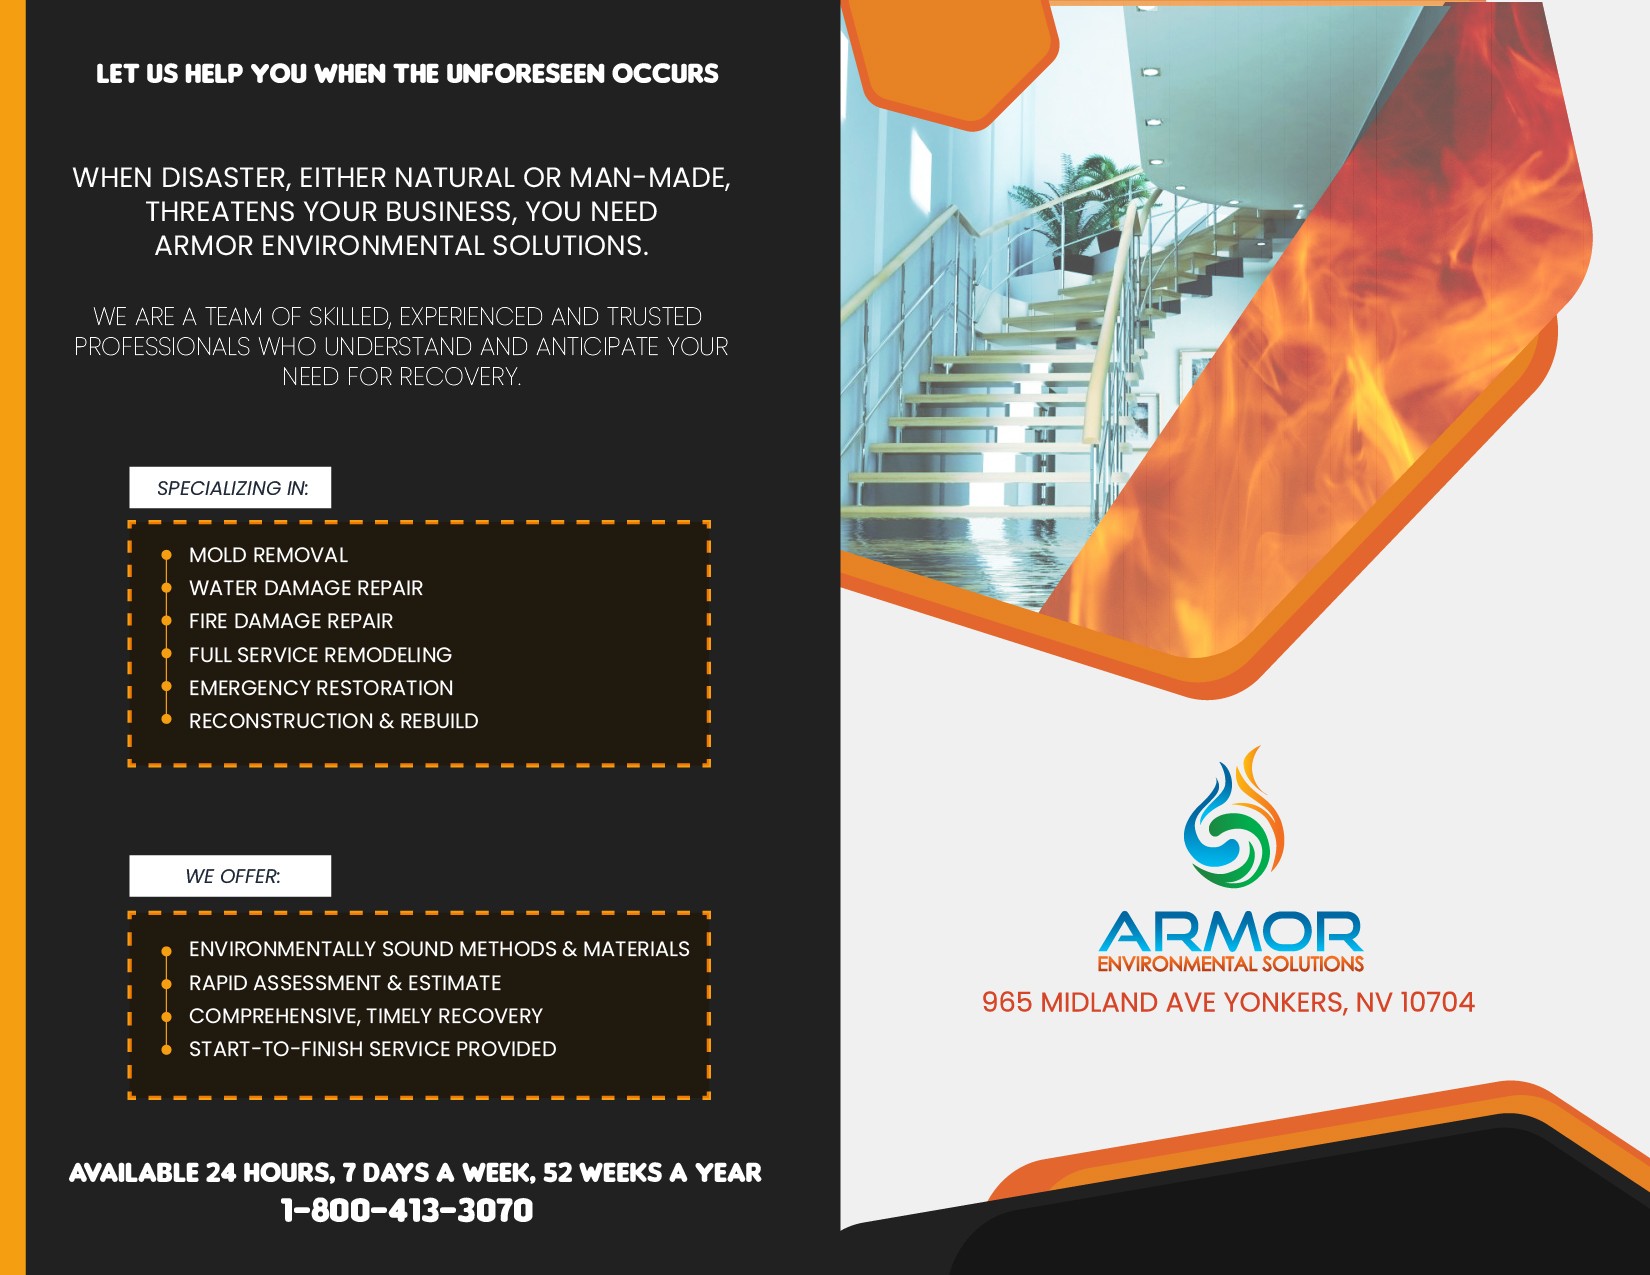 LET US HELP YOU WHEN THE UNFORESEEN OCCURS
WHEN DISASTER, EITHER NATURAL OR MAN-MADE,
THREATENS YOUR BUSINESS, YOU NEED
ARMOR ENVIRONMENTAL SOLUTIONS.
WE ARE A TEAM OF SKILLED, EXPERIENCED AND TRUSTED
PROFESSIONALS WHO UNDERSTAND AND ANTICIPATE YOUR
NEED FOR RECOVERY.
SPECIALIZING IN:
MOLD REMOVAL
WATER DAMAGE REPAIR
FIRE DAMAGE REPAIR
FULL SERVICE REMODELING
EMERGENCY RESTORATION
RECONSTRUCTION & REBUILD
WE OFFER:
ENVIRONMENTALLY SOUND METHODS & MATERIALS
RAPID ASSESSMENT & ESTIMATE
COMPREHENSIVE, TIMELY RECOVERY
START-TO-FINISH SERVICE PROVIDED
AVAILABLE 24 HOURS, 7 DAYS A WEEK, 52 WEEKS A YEAR
1-800-413-3070
ARMOR
ENVIRONMENTAL SOLUTIONS
965 MIDLAND AVE YONKERS, NV 10704